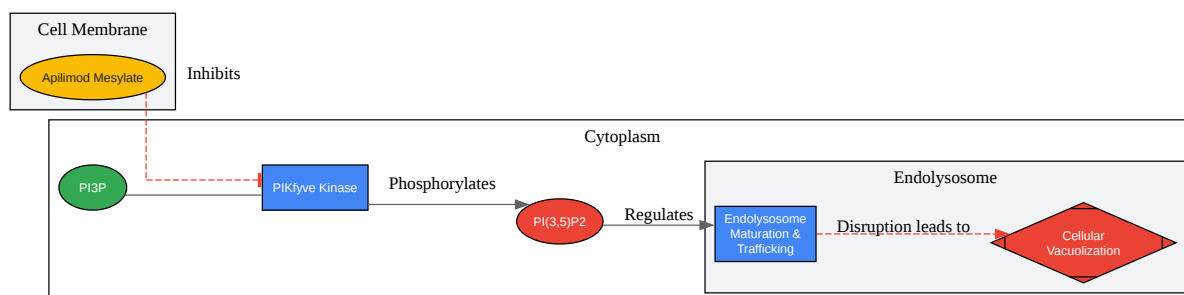 Cell Membrane
Apilimod Mesylate
Inhibits
Cytoplasm
PI3P
PIKfyve Kinase
Phosphorylates
PI(3,5)P2
Regulates
Endolysosome
Endolysosome
Maturation &
Trafficking
Disruption leads to
Cellular
Vacuolization